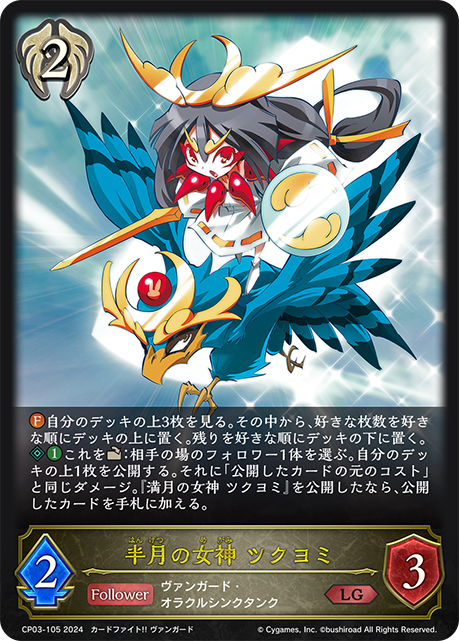 2
F自分のデッキの上3枚を見る。その中から、好きな枚数を好き
な順にデッキの上に置く。残りを好きな順にデッキの下に置く。
1これを:相手の場のフォロワー1体を選ぶ。自分のデッ
キの上1枚を公開する。それに「公開したカードの元のコスト」
と同じダメージ。『満月の女神 ツクヨミ』を公開したなら、公開
したカードを手札に加える。
はんげつ めがみ
半月の女神 ツクヨミ
2
Follower
ヴァンガード・
オラクルシンクタンク
LG
3
CP03-105 2024 カードファイト!! ヴァンガード
© Cygames, Inc. ©bushiroad All Rights Reserved.